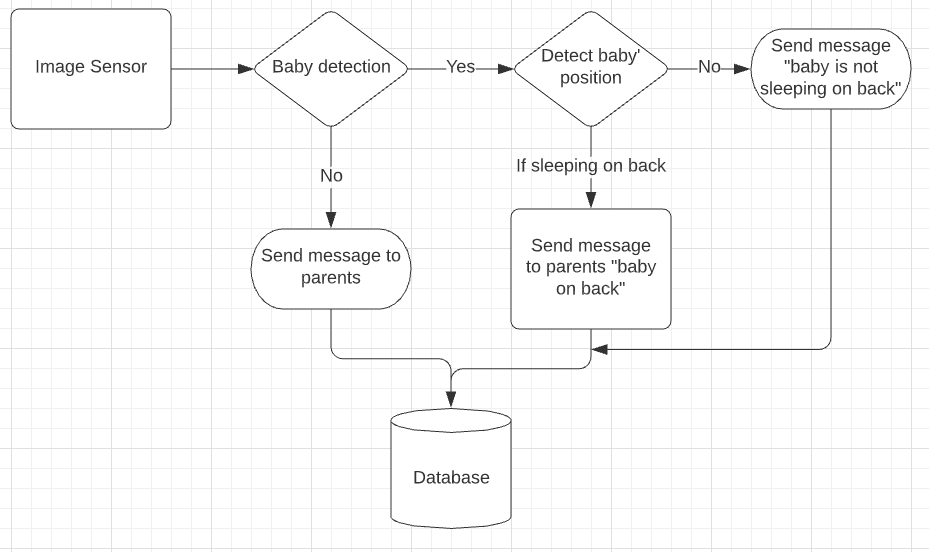 Image Sensor
Baby detection
Yes
Detect baby'
position
No
Send message
"baby is not
sleeping on back"
No
If sleeping on back
Send message to
parents
Send message
to parents "baby
on back"
Database